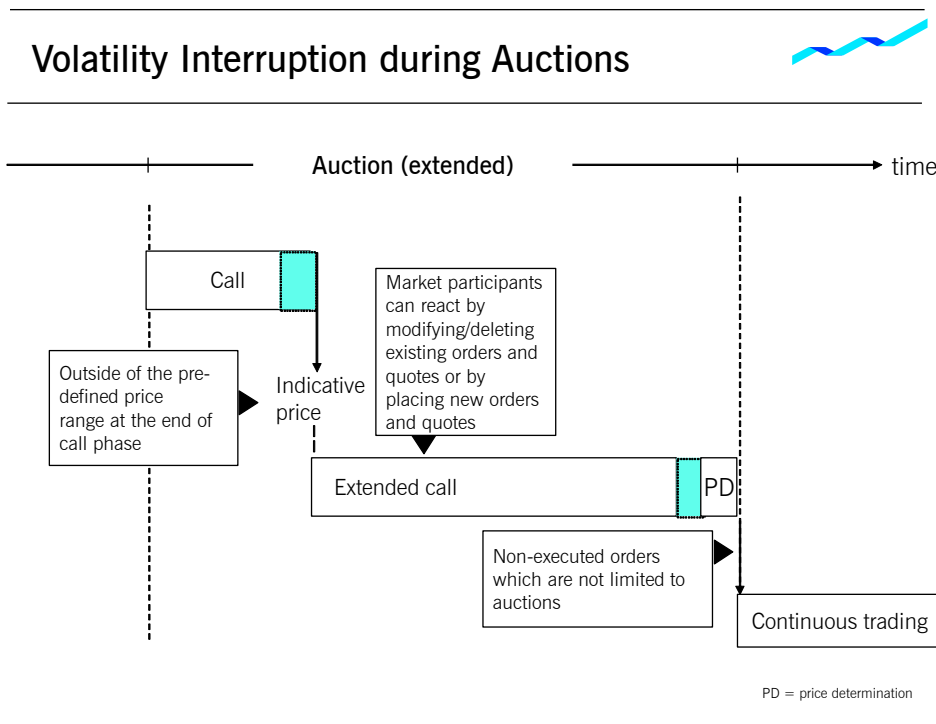 Volatility Interruption during Auctions
Auction (extended)
time
Call
Market participants
can react by
modifying/deleting
existing orders and
quotes or by
placing new orders
and quotes
Outside of the pre-
defined price
range at the end of
call phase
Indicative
price
Extended call
PD
Non-executed orders
which are not limited to
auctions
Continuous trading
PD = price determination